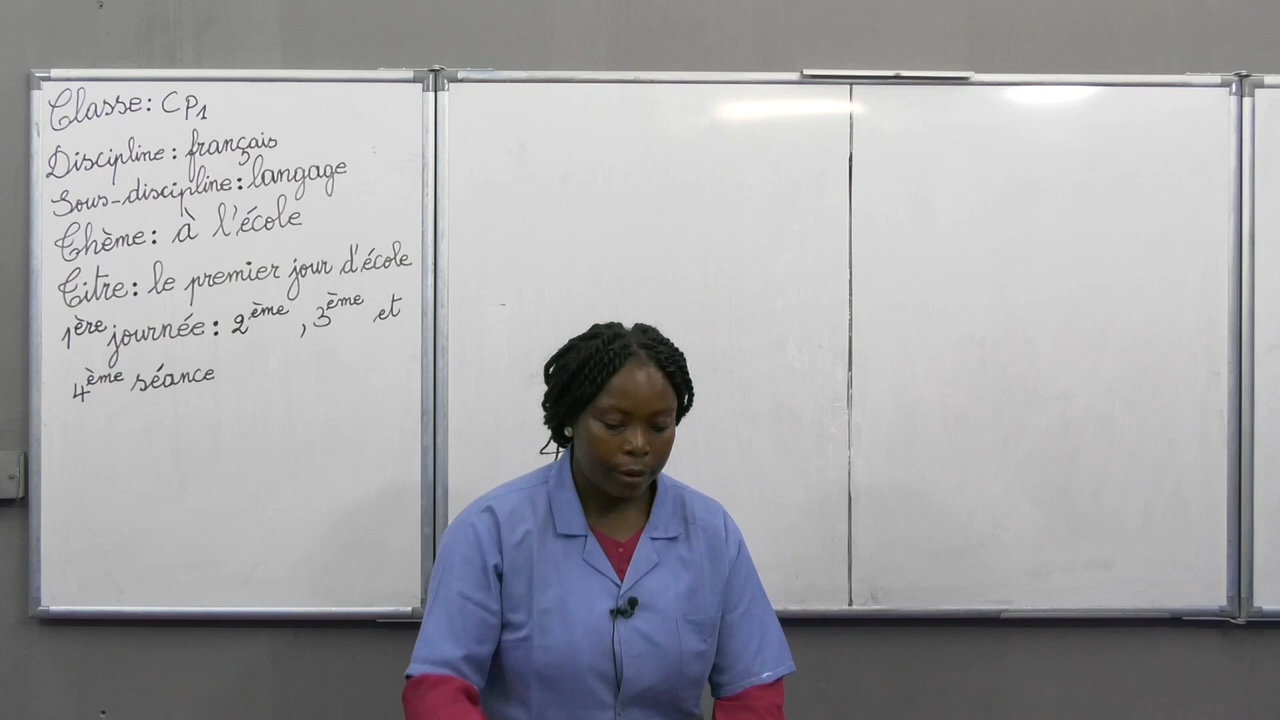 Classe: CP1
Discipline: français
Sous-discipline: langage
Thème: à l'école
Titre: le premier jour d'école
1ère journée: 2ème, 3ème et
4ème séance